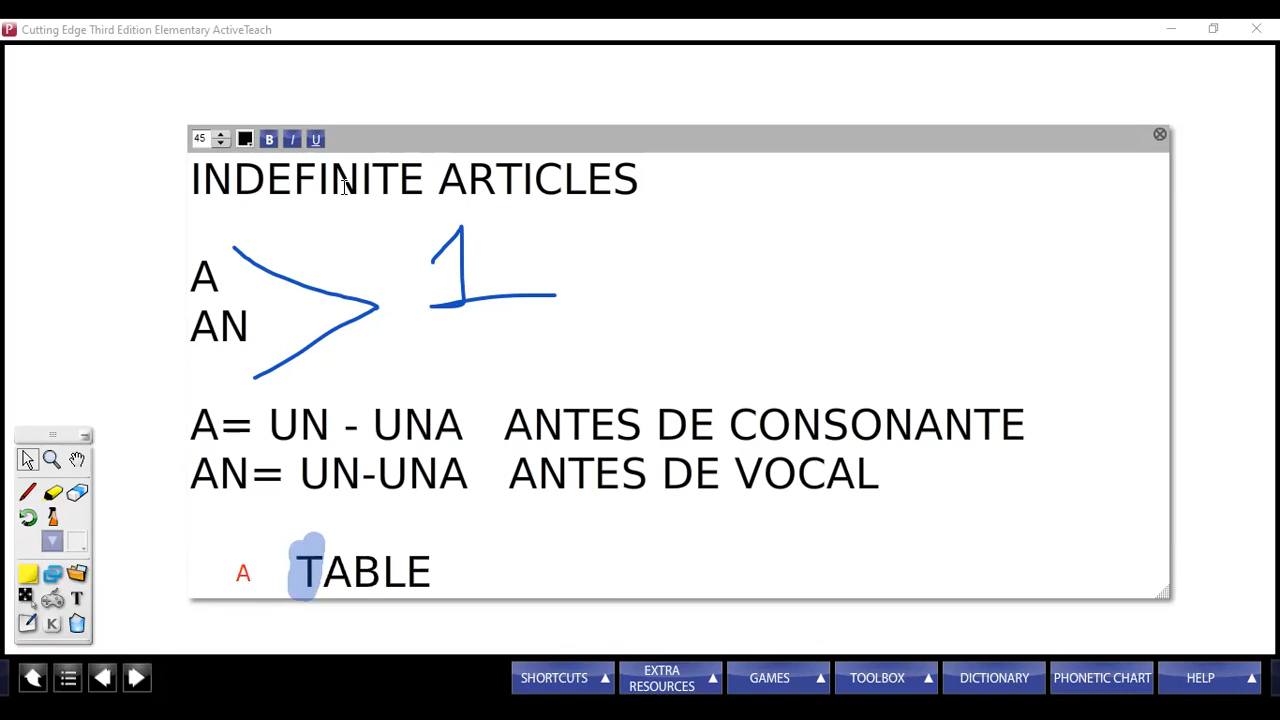 Cutting Edge Third Edition Elementary ActiveTeach
45 B I U
INDEFINITE ARTICLES
1
A
AN
A= UN - UNA ANTES DE CONSONANTE
AN= UN-UNA ANTES DE VOCAL
A TABLE
T
K
SHORTCUTS
EXTRA
RESOURCES
GAMES
TOOLBOX
DICTIONARY
PHONETIC CHART
HELP